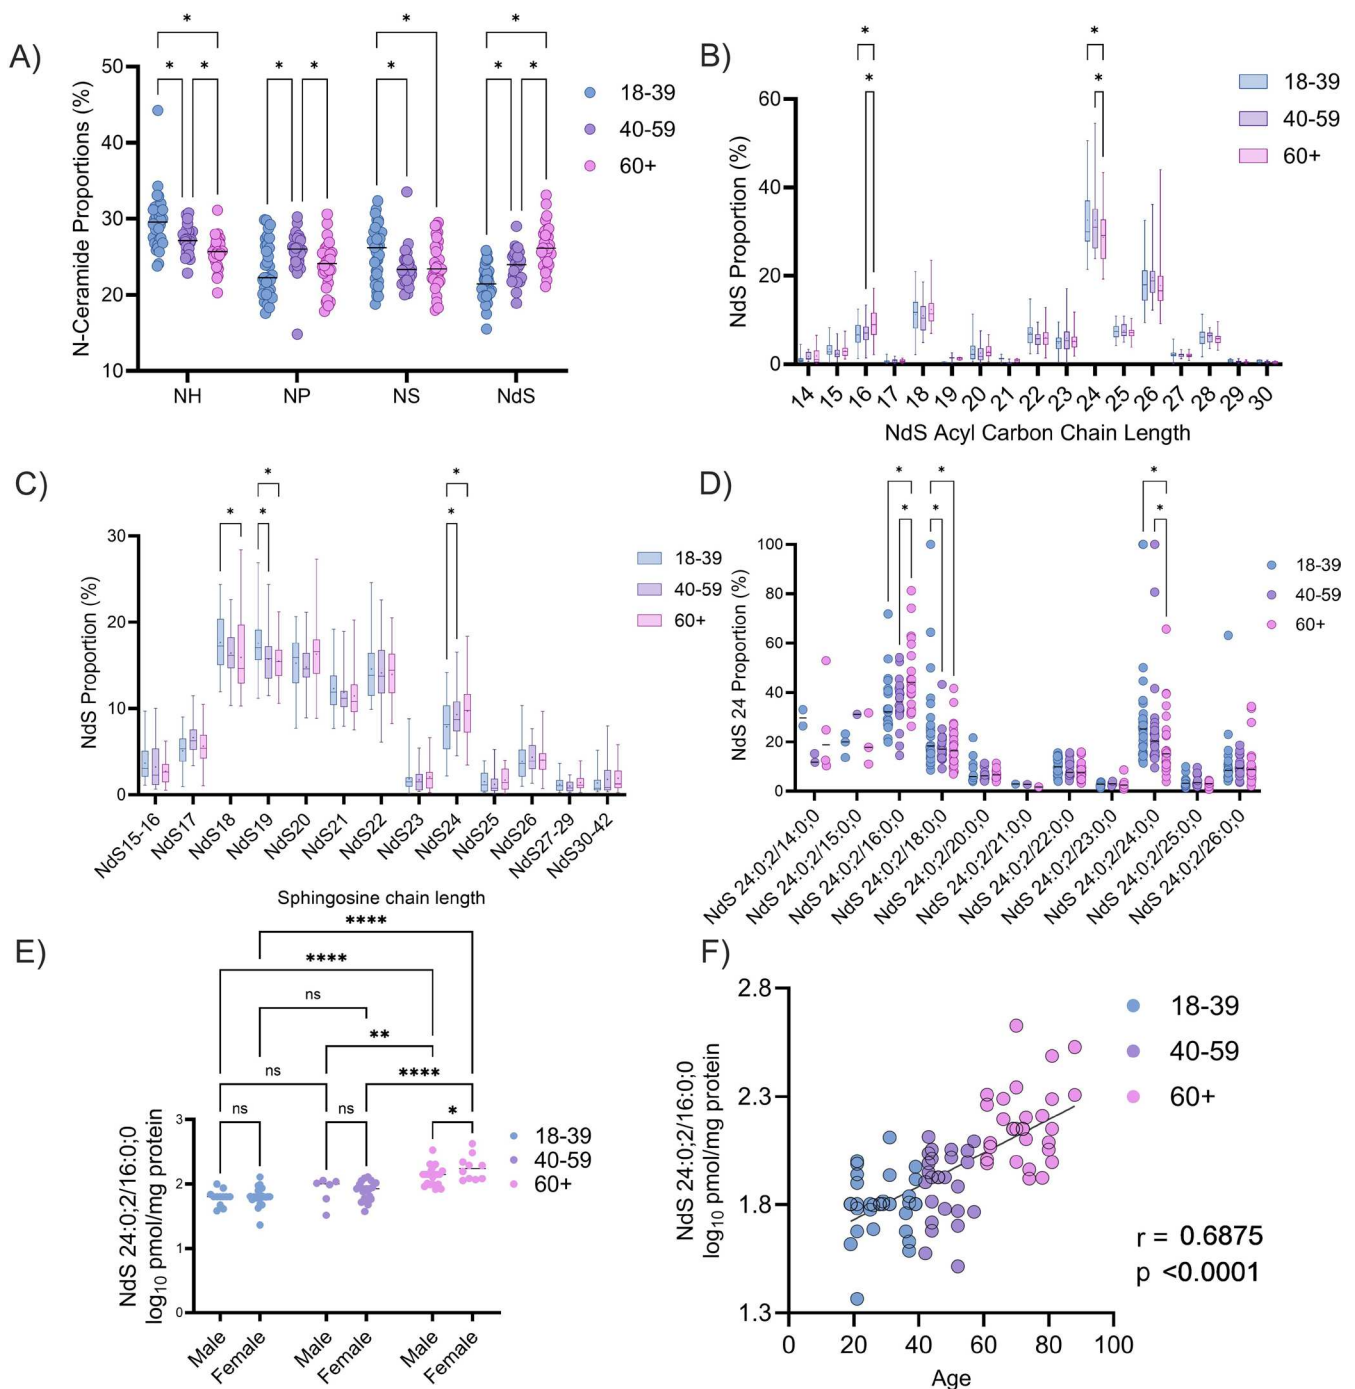 A)
N-Ceramide Proportions (%)
50
40
30
20
10
* * * * * * * * * *
NH NP NS NdS
18-39
40-59
60+
B)
NdS Proportion (%)
60
40
20
0
* * * *
14 15 16 17 18 19 20 21 22 23 24 25 26 27 28 29 30
NdS Acyl Carbon Chain Length
18-39
40-59
60+
C)
NdS Proportion (%)
30
20
10
0
* * * * *
NdS15-16 NdS17 NdS18 NdS19 NdS20 NdS21 NdS22 NdS23 NdS24 NdS25 NdS26 NdS27-29 NdS30-42
Sphingosine chain length
18-39
40-59
60+
D)
NdS 24 Proportion (%)
100
80
60
40
20
0
* * * * * *
NdS 24:0;2/14:0;0
NdS 24:0;2/15:0;0
NdS 24:0;2/16:0;0
NdS 24:0;2/18:0;0
NdS 24:0;2/20:0;0
NdS 24:0;2/21:0;0
NdS 24:0;2/22:0;0
NdS 24:0;2/23:0;0
NdS 24:0;2/24:0;0
NdS 24:0;2/25:0;0
NdS 24:0;2/26:0;0
18-39
40-59
60+
E)
****
****
ns
**
ns ****
ns ns *
NdS 24:0;2/16:0;0
log10 pmol/mg protein
3
2
1
0
Male Female Male Female Male Female
18-39
40-59
60+
F)
NdS 24:0;2/16:0;0
log10 pmol/mg protein
2.8
2.3
1.8
1.3
0 20 40 60 80 100
Age
18-39
40-59
60+
r = 0.6875
p <0.0001